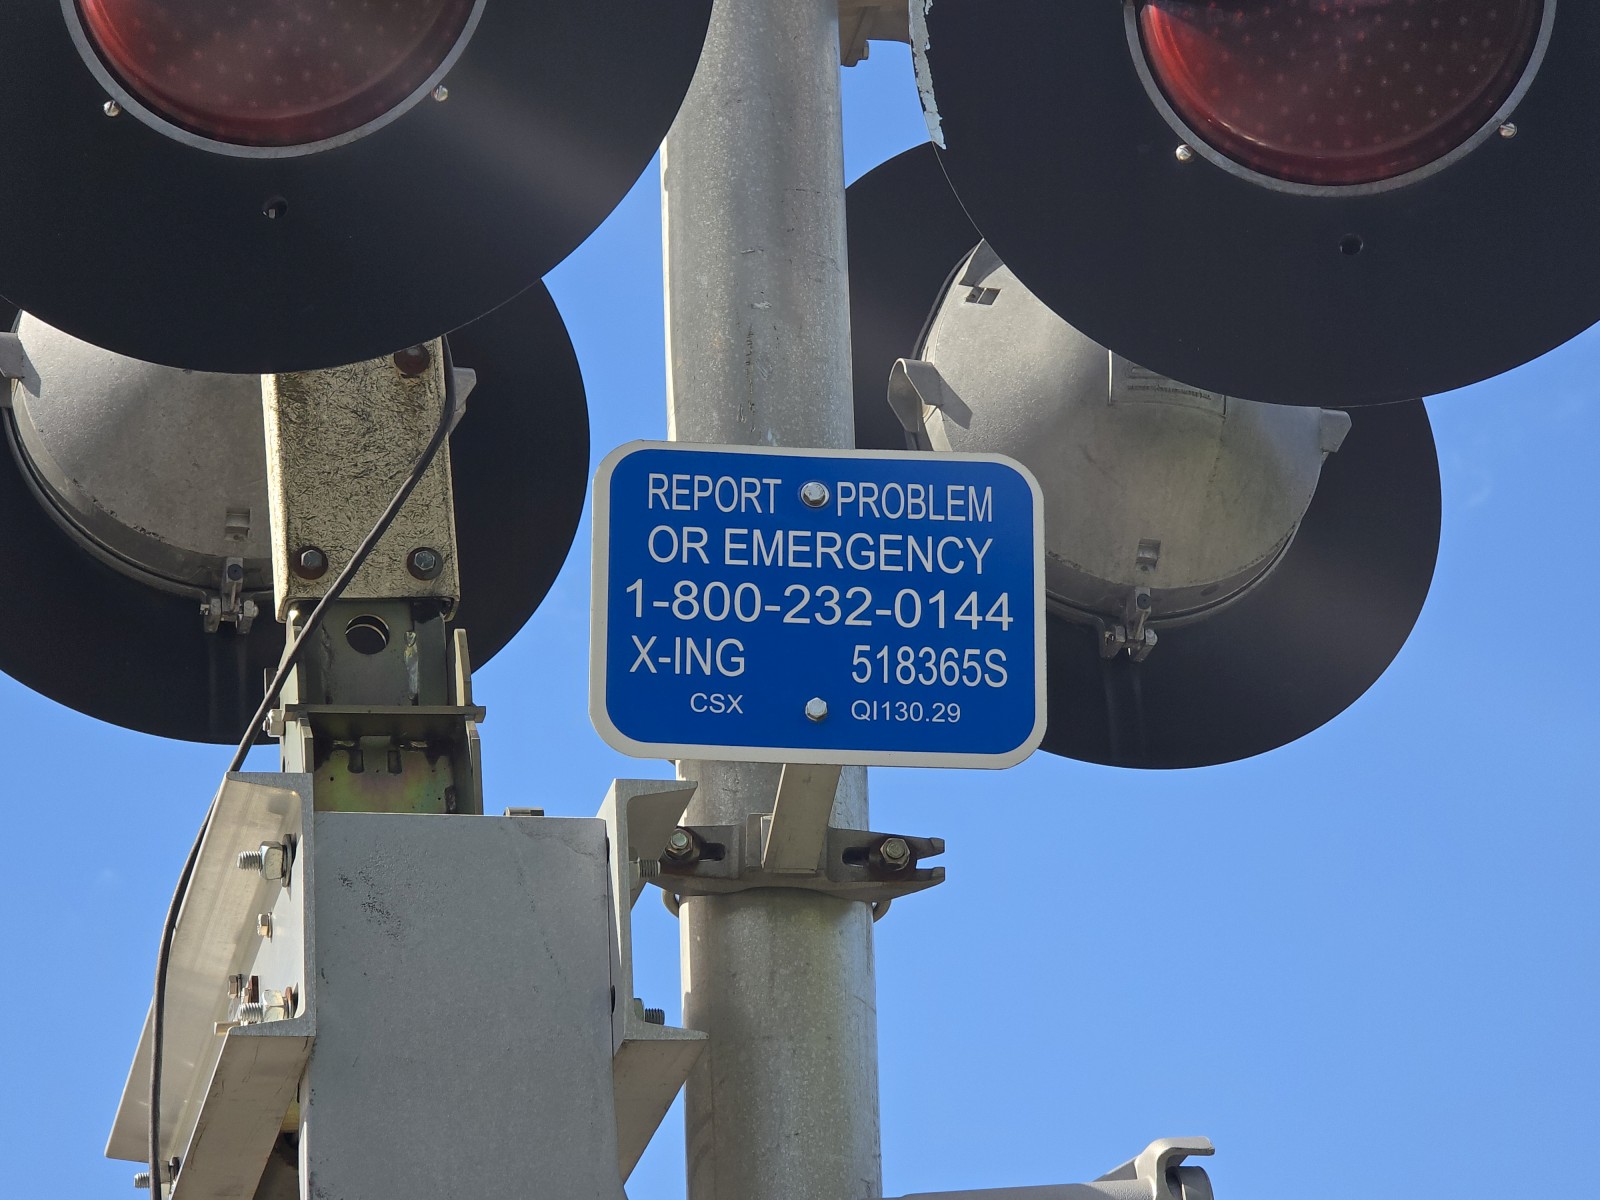 REPORT PROBLEM
OR EMERGENCY
1-800-232-0144
X-ING 518365S
CSX QI130.29